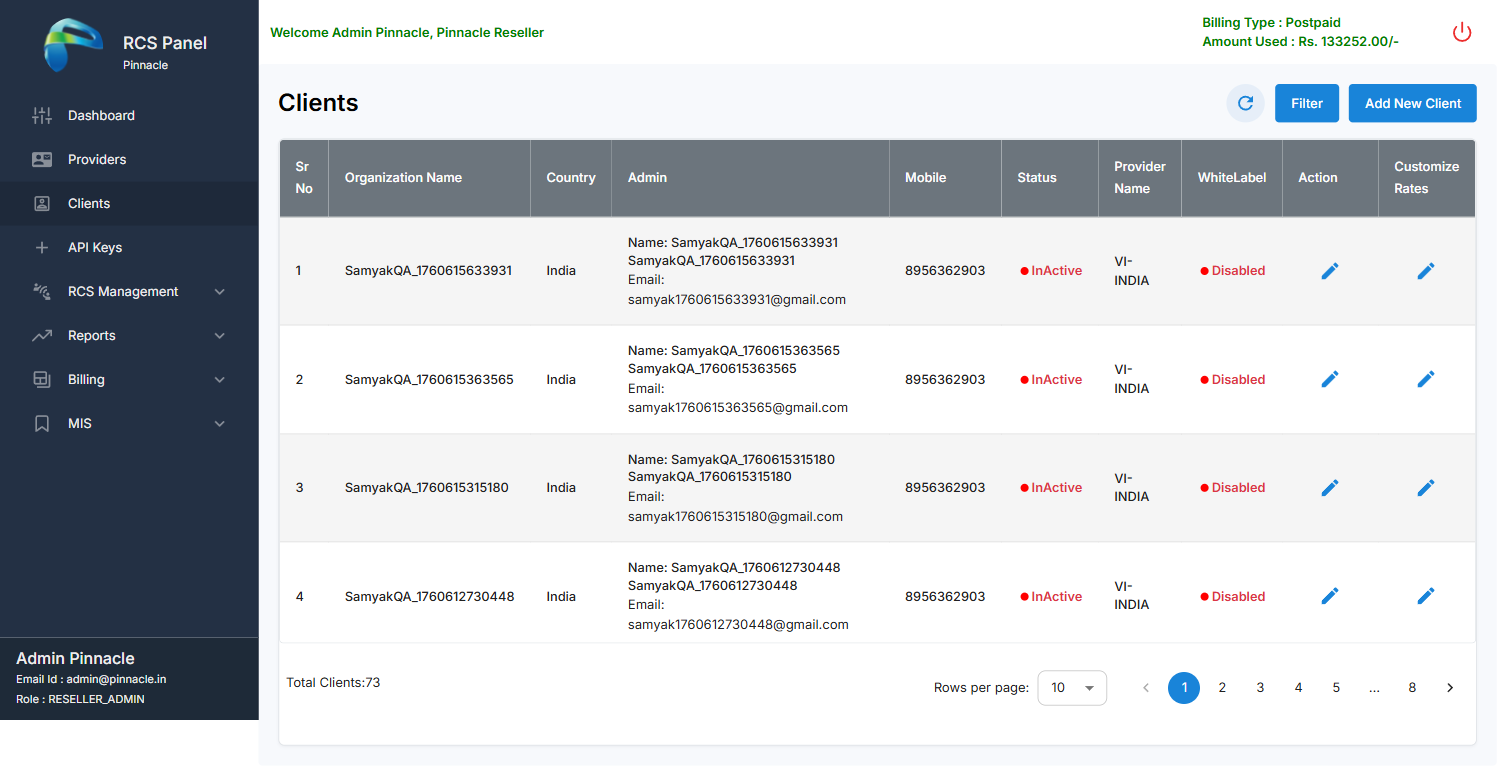 RCS Panel
Pinnacle
Dashboard
Providers
Clients
API Keys
RCS Management
Reports
Billing
MIS
Admin Pinnacle
Email Id : admin@pinnacle.in
Role : RESELLER_ADMIN
Welcome Admin Pinnacle, Pinnacle Reseller
Billing Type : Postpaid
Amount Used : Rs. 133252.00/-
Clients
Filter
Add New Client
Sr No
Organization Name
Country
Admin
Mobile
Status
Provider Name
WhiteLabel
Action
Customize Rates
1
SamyakQA_1760615633931
India
Name: SamyakQA_1760615633931
SamyakQA_1760615633931
Email:
samyak1760615633931@gmail.com
8956362903
InActive
VI-
INDIA
Disabled
2
SamyakQA_1760615363565
India
Name: SamyakQA_1760615363565
SamyakQA_1760615363565
Email:
samyak1760615363565@gmail.com
8956362903
InActive
VI-
INDIA
Disabled
3
SamyakQA_1760615315180
India
Name: SamyakQA_1760615315180
SamyakQA_1760615315180
Email:
samyak1760615315180@gmail.com
8956362903
InActive
VI-
INDIA
Disabled
4
SamyakQA_1760612730448
India
Name: SamyakQA_1760612730448
SamyakQA_1760612730448
Email:
samyak1760612730448@gmail.com
8956362903
InActive
VI-
INDIA
Disabled
Total Clients:73
Rows per page: 10
1 2 3 4 5 ... 8